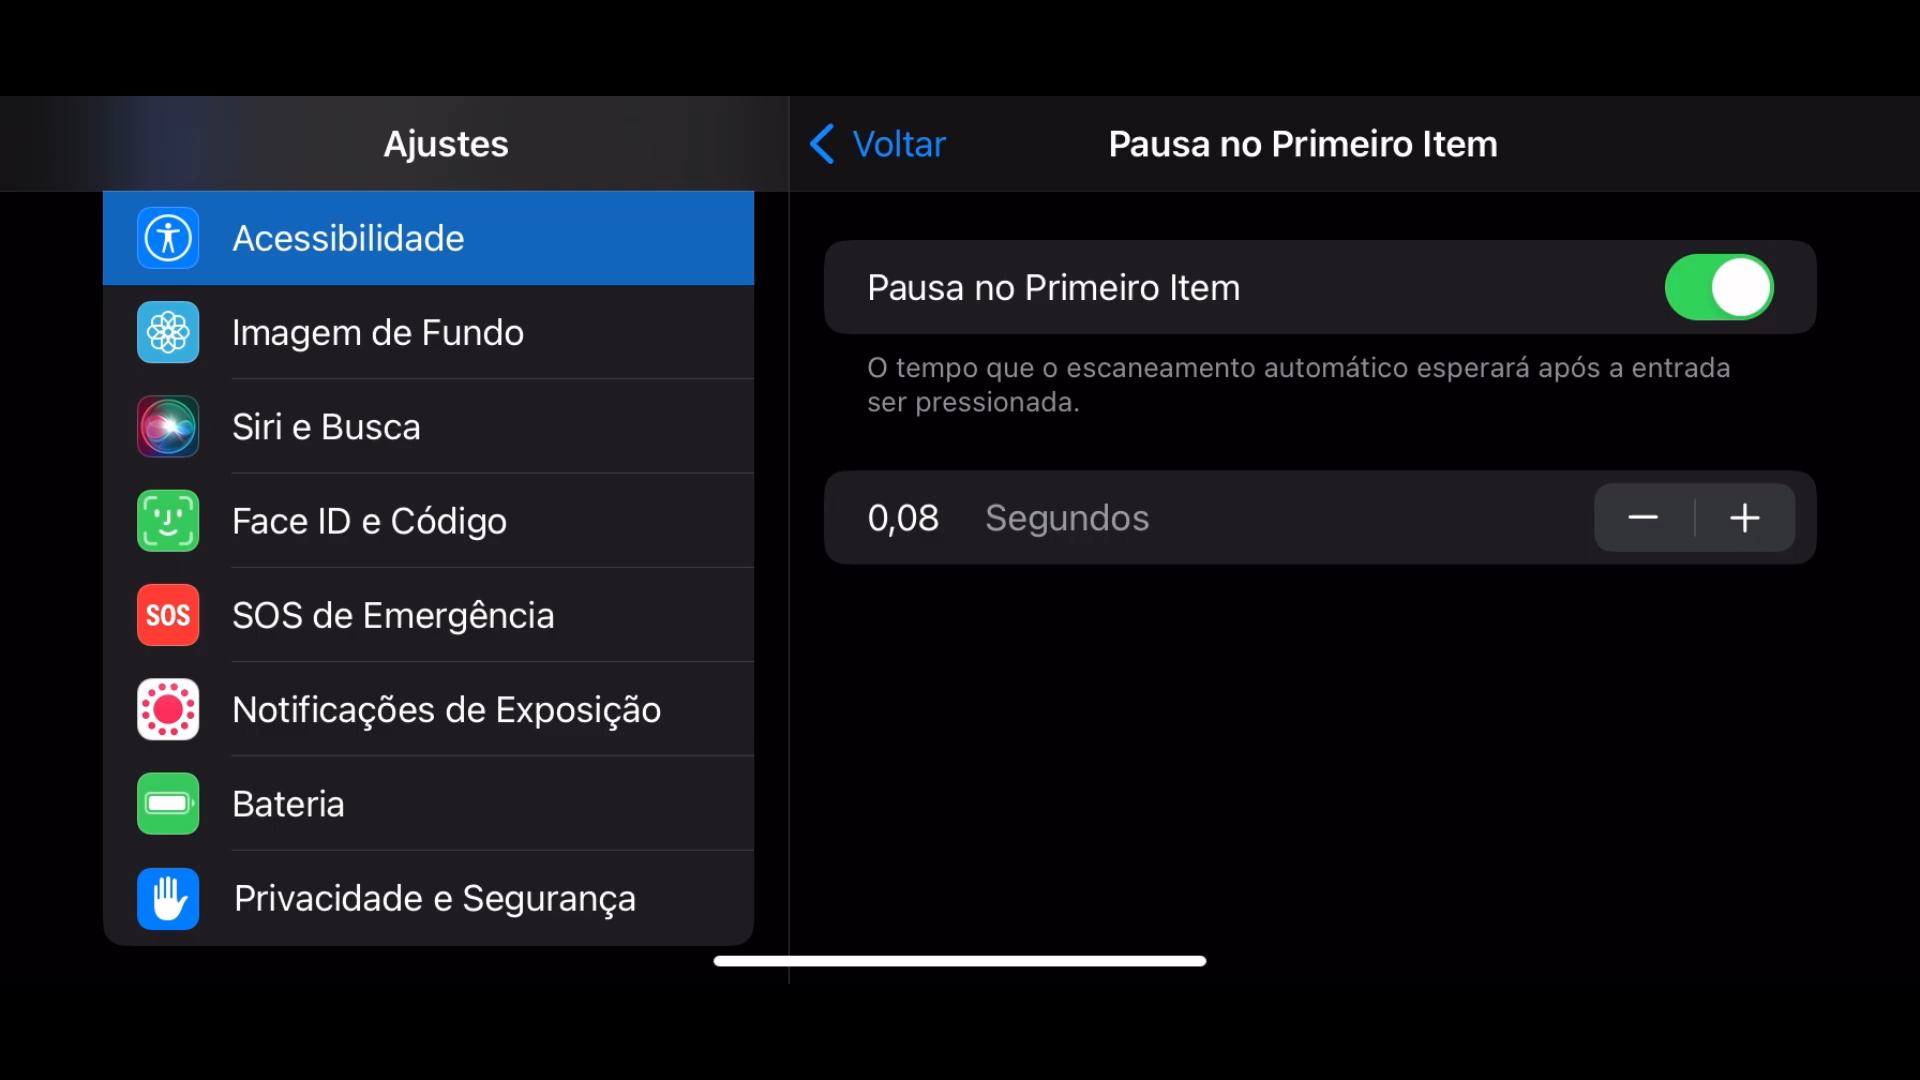 Ajustes
Acessibilidade
Imagem de Fundo
Siri e Busca
Face ID e Código
SOS SOS de Emergência
Notificações de Exposição
Bateria
Privacidade e Segurança
Voltar
Pausa no Primeiro Item
Pausa no Primeiro Item
O tempo que o escaneamento automático esperará após a entrada
ser pressionada.
0,08 Segundos